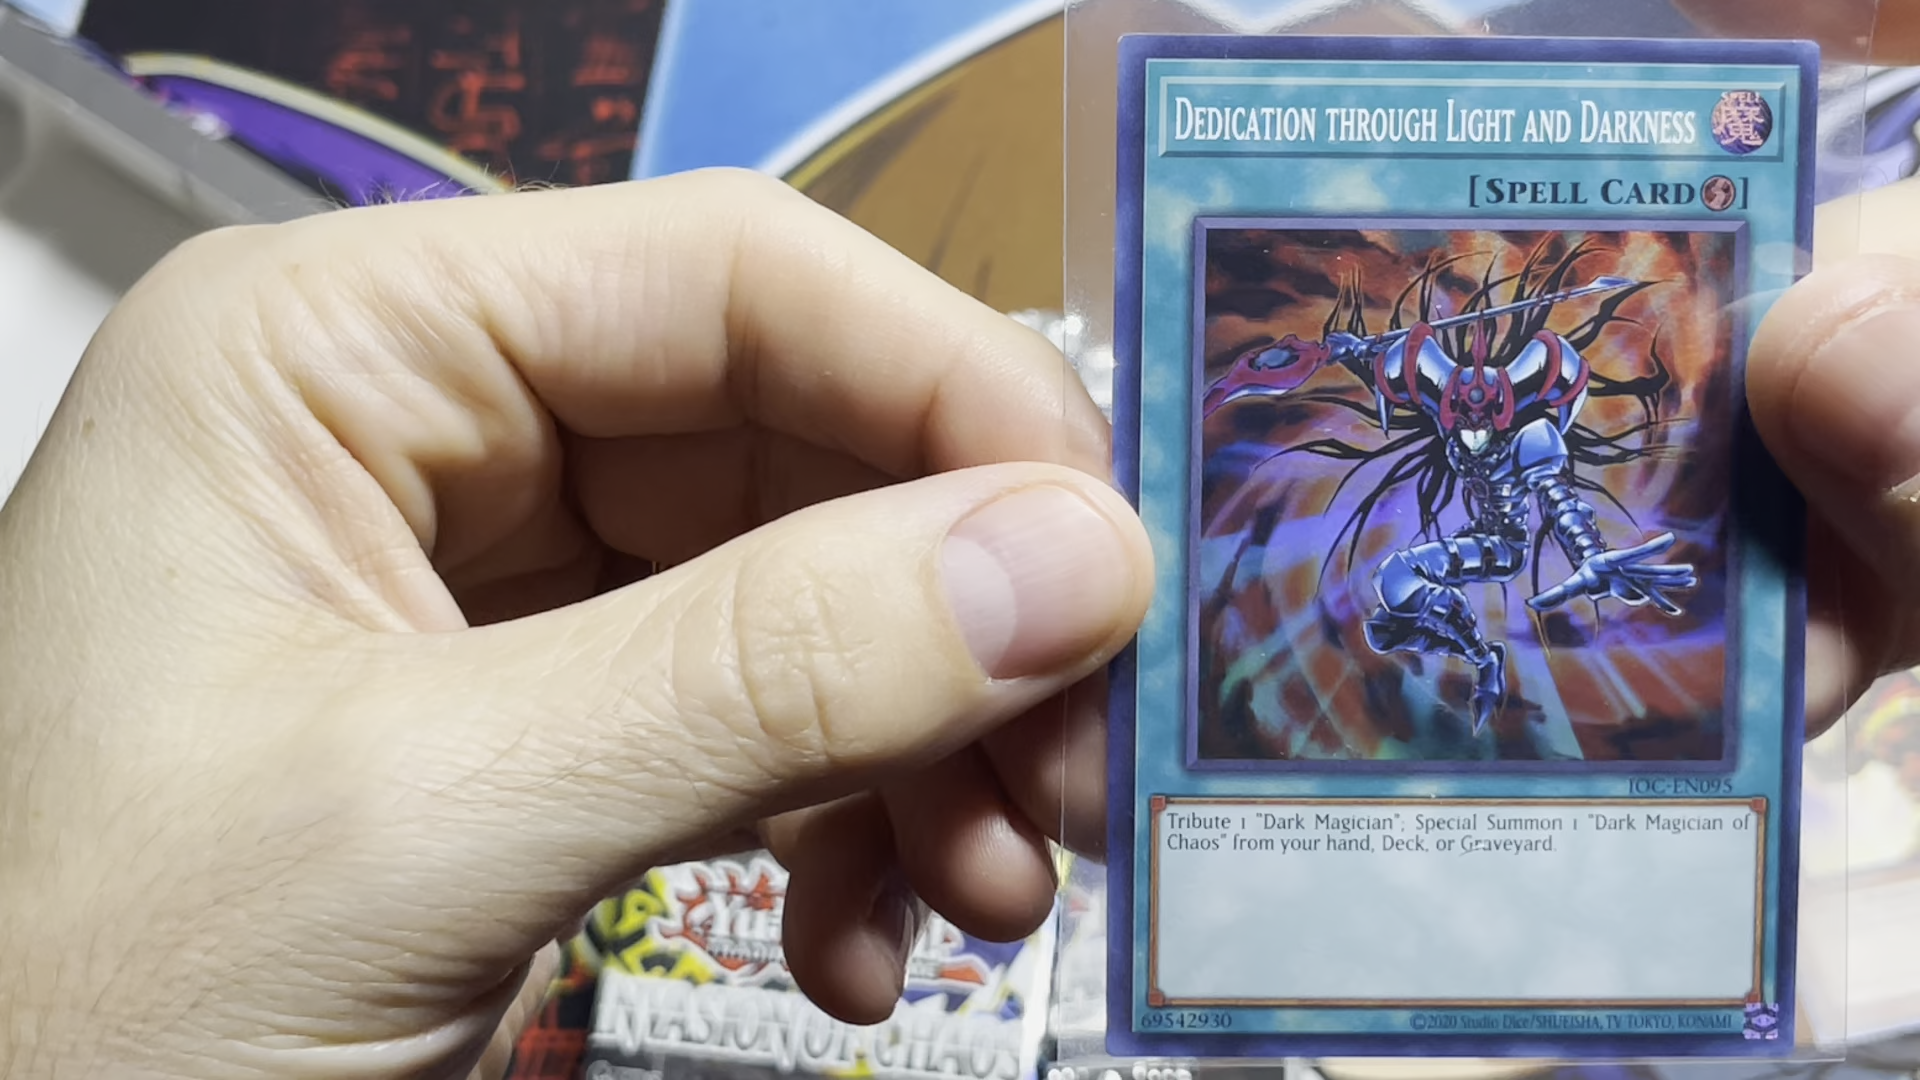 DEDICATION THROUGH LIGHT AND DARKNESS
SPELL
魔
[SPELL CARD]
IOC-EN095
Tribute 1 "Dark Magician"; Special Summon 1 "Dark Magician of
Chaos" from your hand, Deck, or Graveyard.
69542930
©2020 Studio Dice/SHUEISHA, TV TOKYO, KONAMI
INVASION OF CHAOS